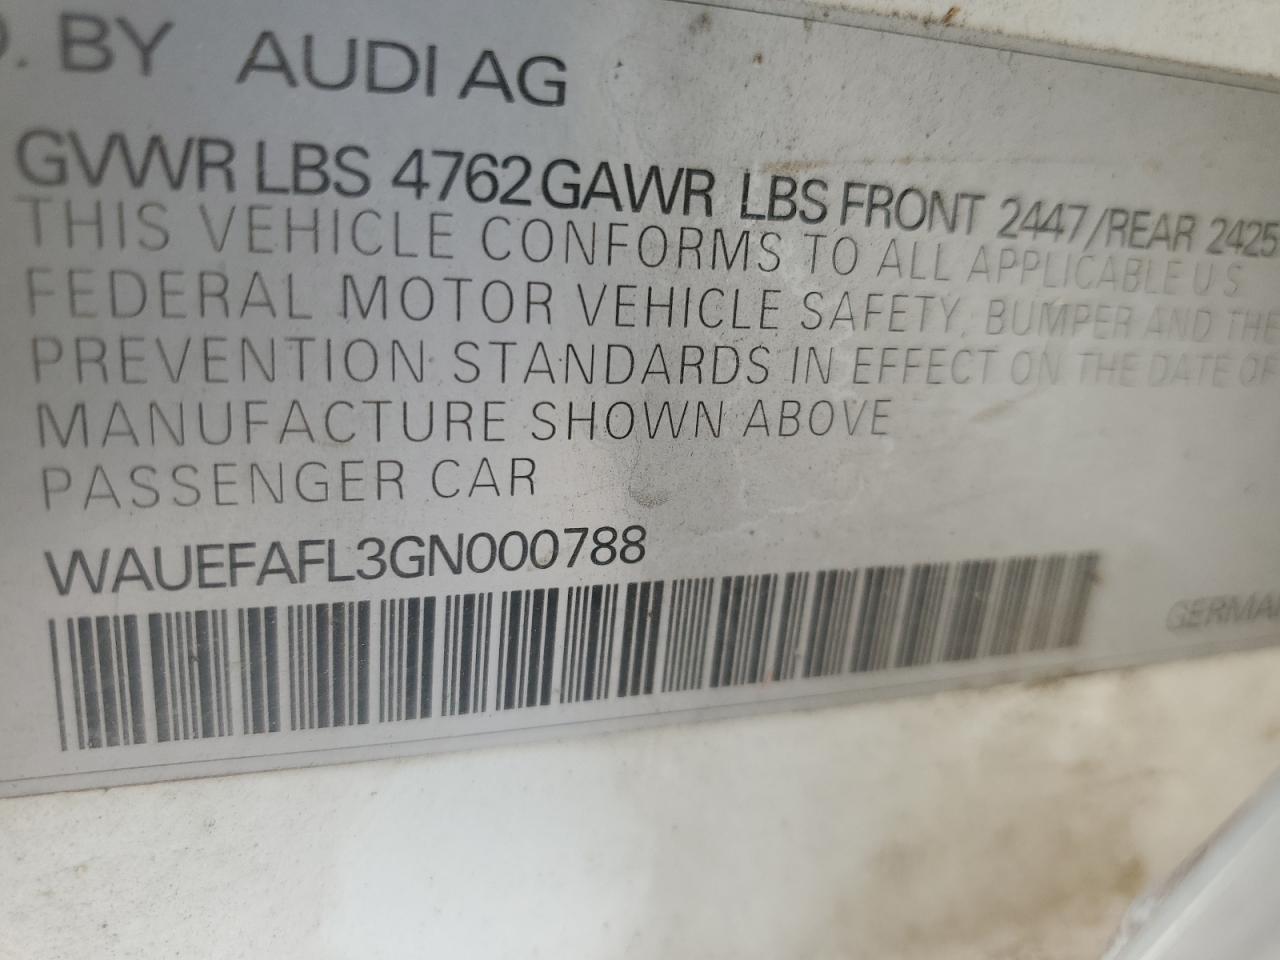 . BY AUDI AG
GVWR LBS 4762 GAWR LBS FRONT 2447/REAR 2425
THIS VEHICLE CONFORMS TO ALL APPLICABLE U S
FEDERAL MOTOR VEHICLE SAFETY, BUMPER AND THE
PREVENTION STANDARDS IN EFFECT ON THE DATE OF
MANUFACTURE SHOWN ABOVE
PASSENGER CAR
WAUEFAFL3GN000788
GERMA